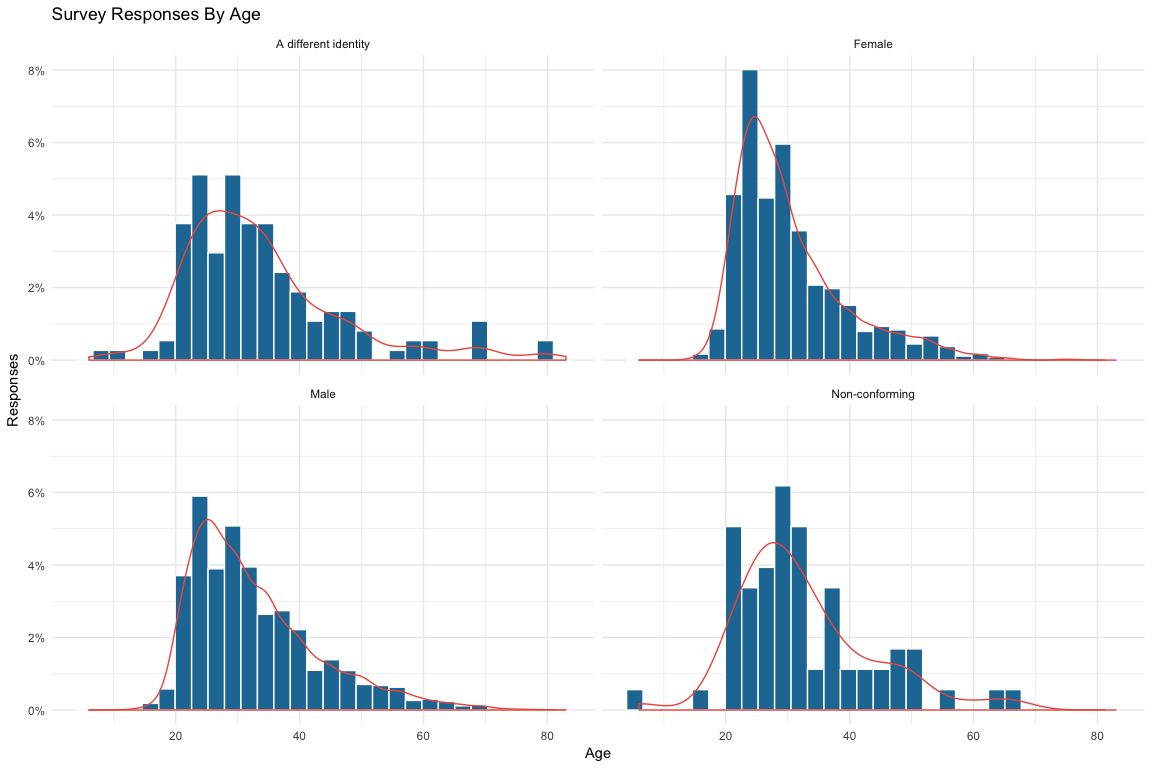 Survey Responses By Age
A different identity
Female
8%
6%
4%
2%
0%
Male
Non-conforming
8%
6%
4%
2%
0%
Responses
20
40
60
80
20
40
60
80
Age